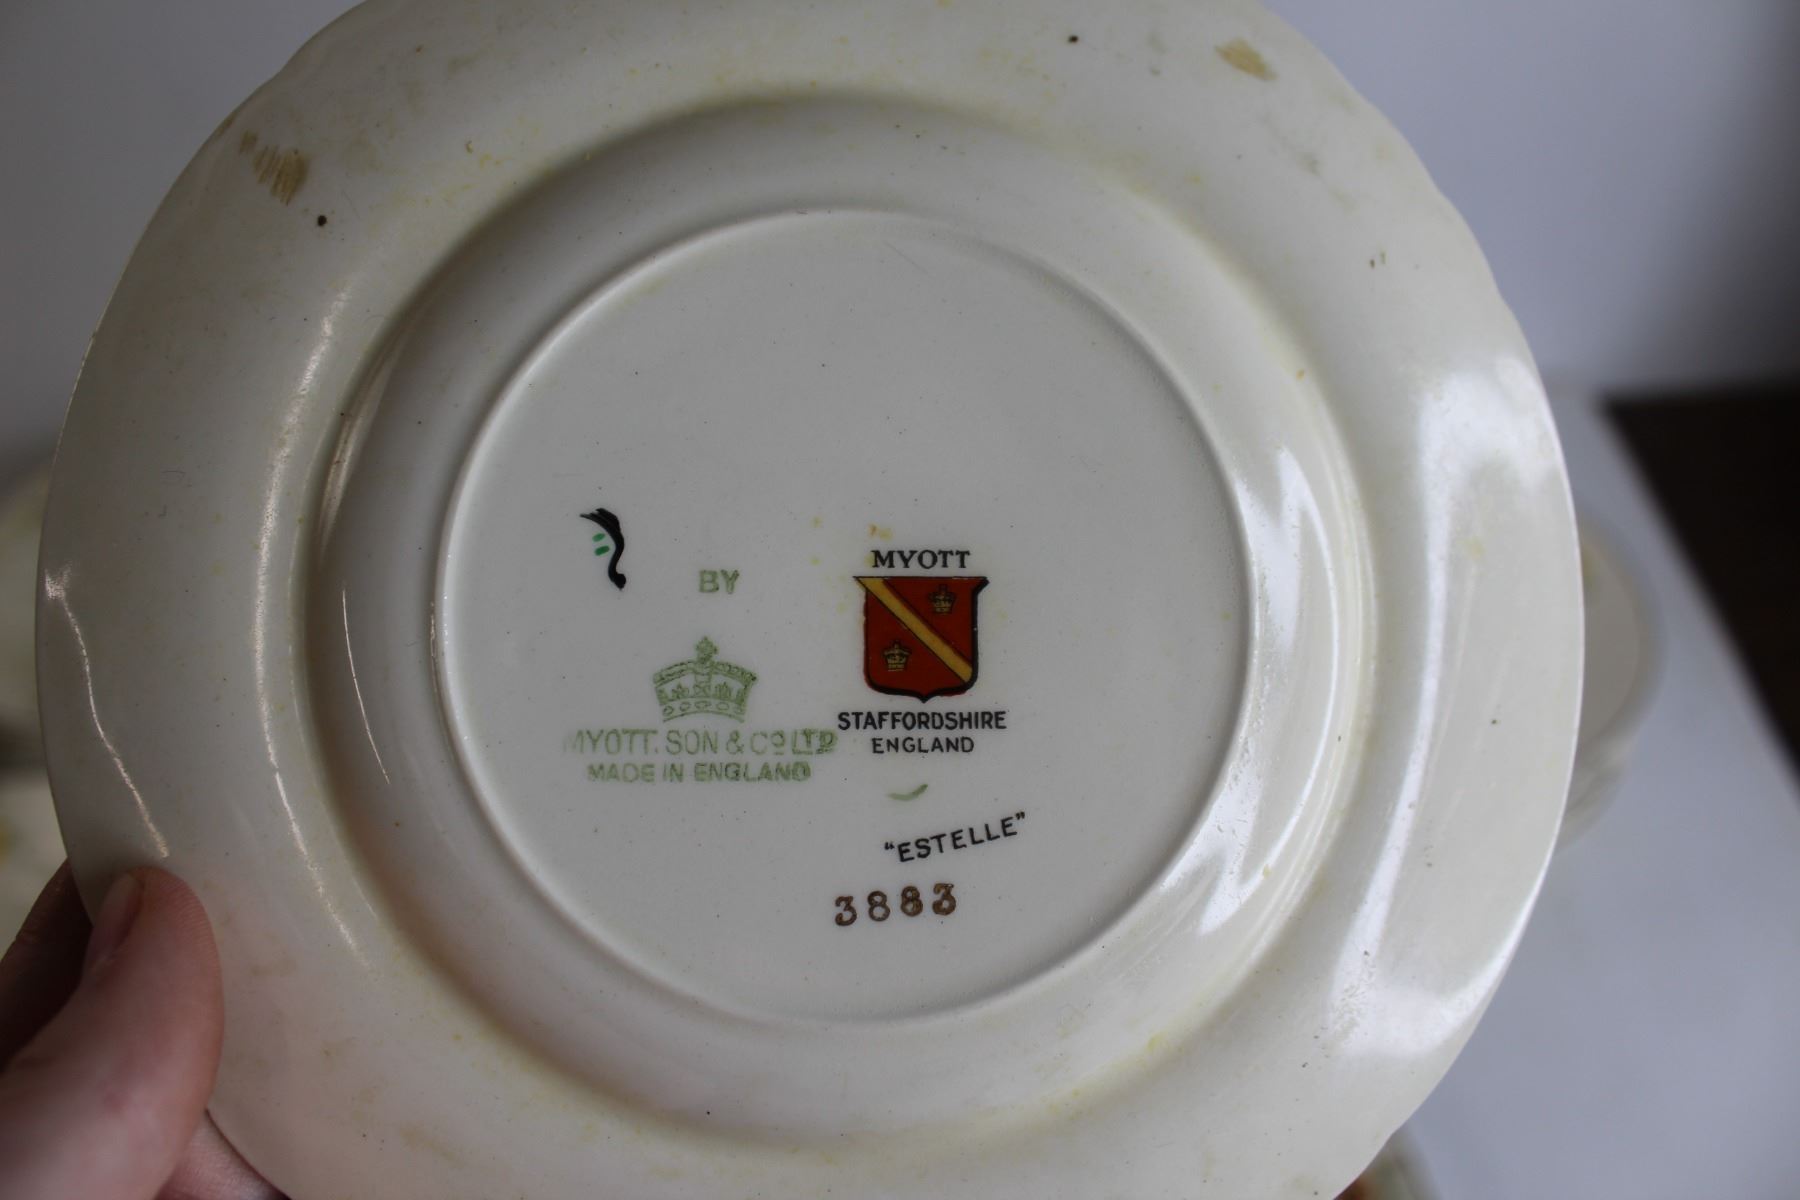 BY
MYOTT. SON & Cº LTD
MADE IN ENGLAND
MYOTT
STAFFORDSHIRE
ENGLAND
"ESTELLE"
3883